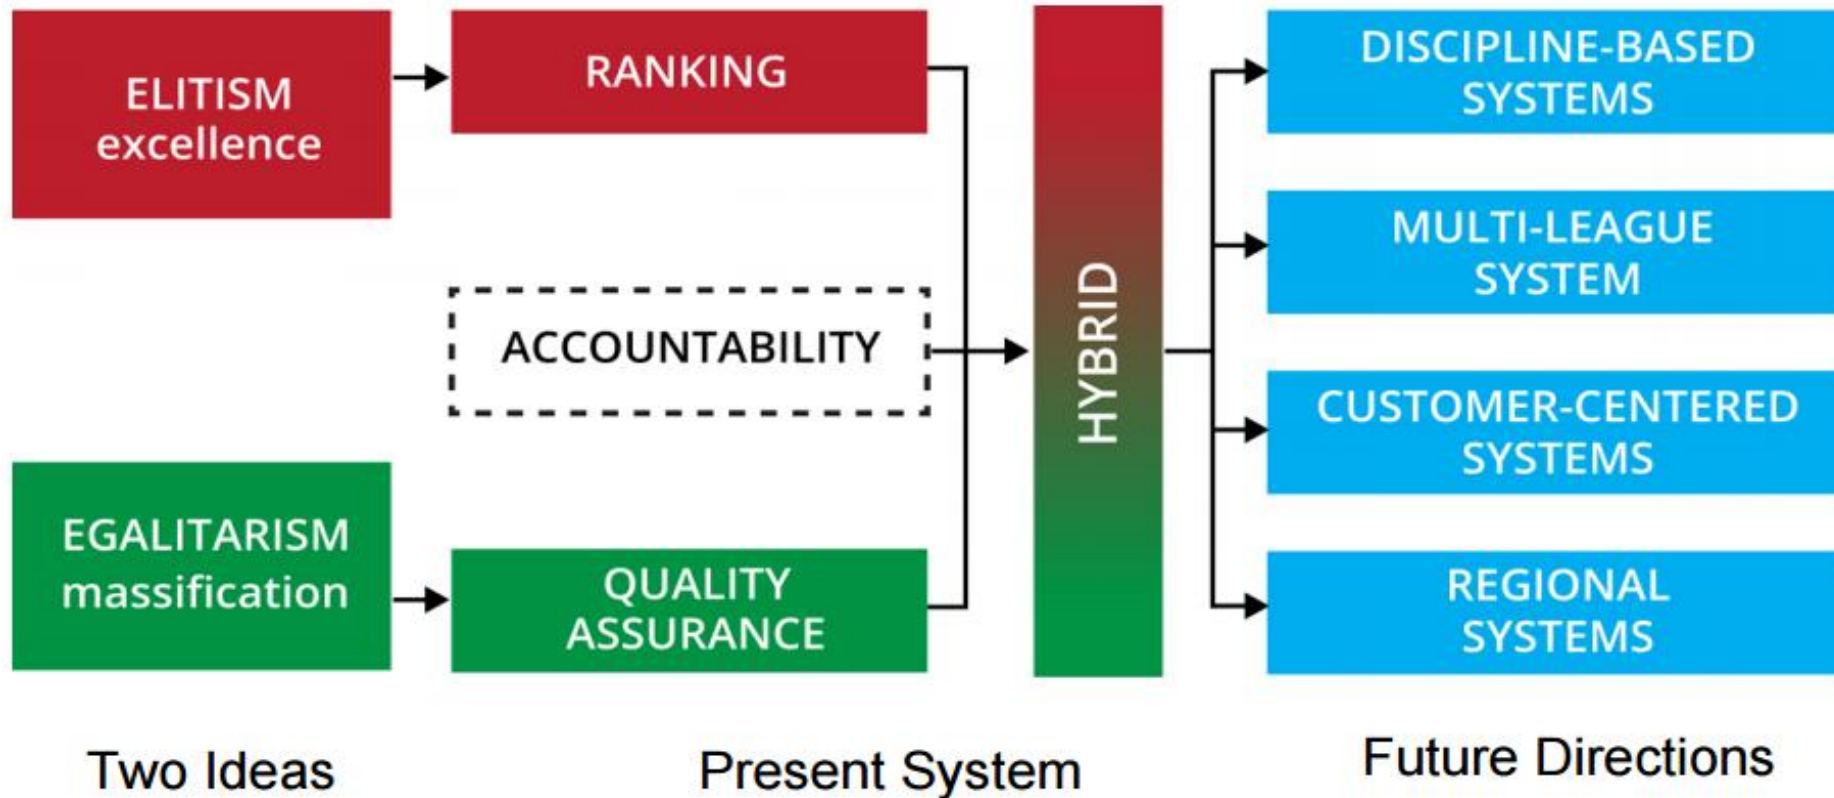 ELITISM
excellence
RANKING
ACCOUNTABILITY
EGALITARISM
massification
QUALITY
ASSURANCE
HYBRID
DISCIPLINE-BASED
SYSTEMS
MULTI-LEAGUE
SYSTEM
CUSTOMER-CENTERED
SYSTEMS
REGIONAL
SYSTEMS
Two Ideas
Present System
Future Directions